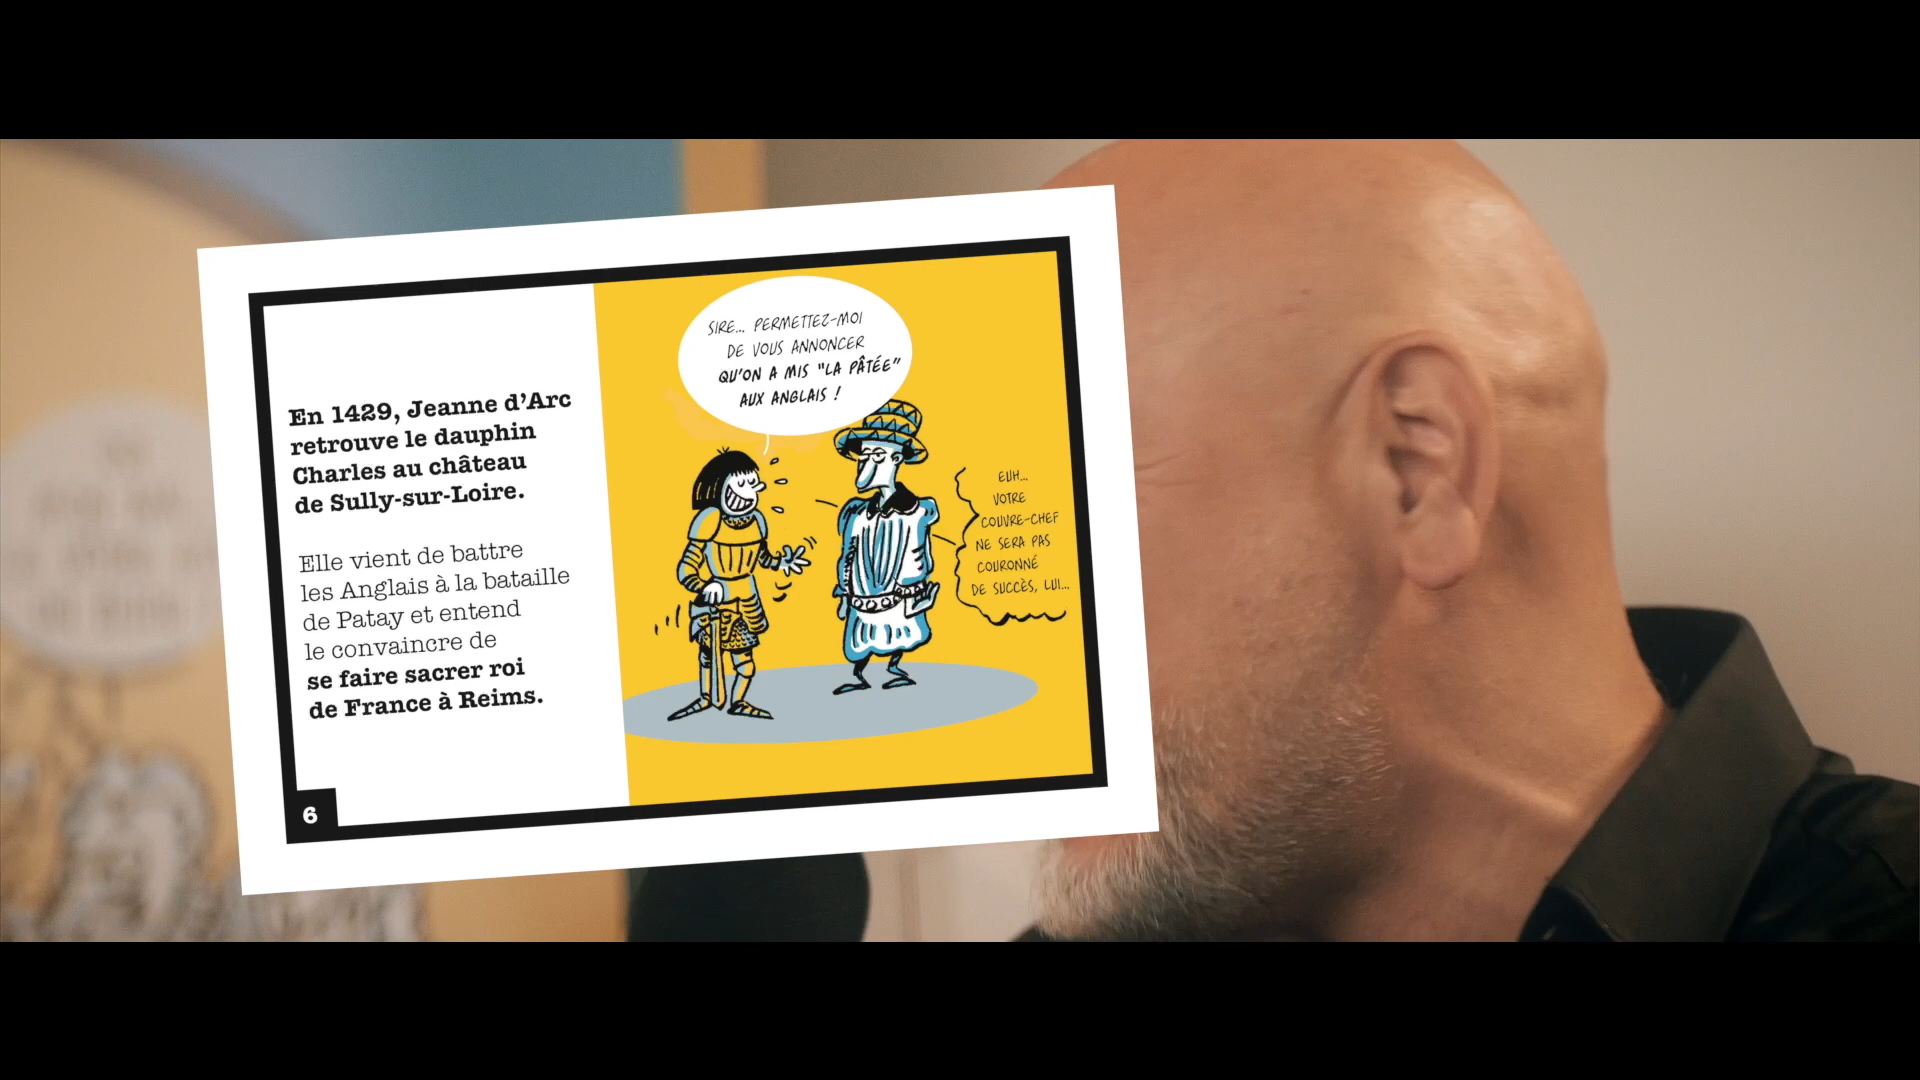 En 1429, Jeanne d'Arc
retrouve le dauphin
Charles au château
de Sully-sur-Loire.
Elle vient de battre
les Anglais à la bataille
de Patay et entend
le convaincre de
se faire sacrer roi
de France à Reims.
6
SIRE... PERMETTEZ-MOI
DE VOUS ANNONCER
QU'ON A MIS "LA PÂTÉE"
AUX ANGLAIS !
EUH...
VOTRE
COUVRE-CHEF
NE SERA PAS
COURONNÉ
DE SUCCÈS, LUI...